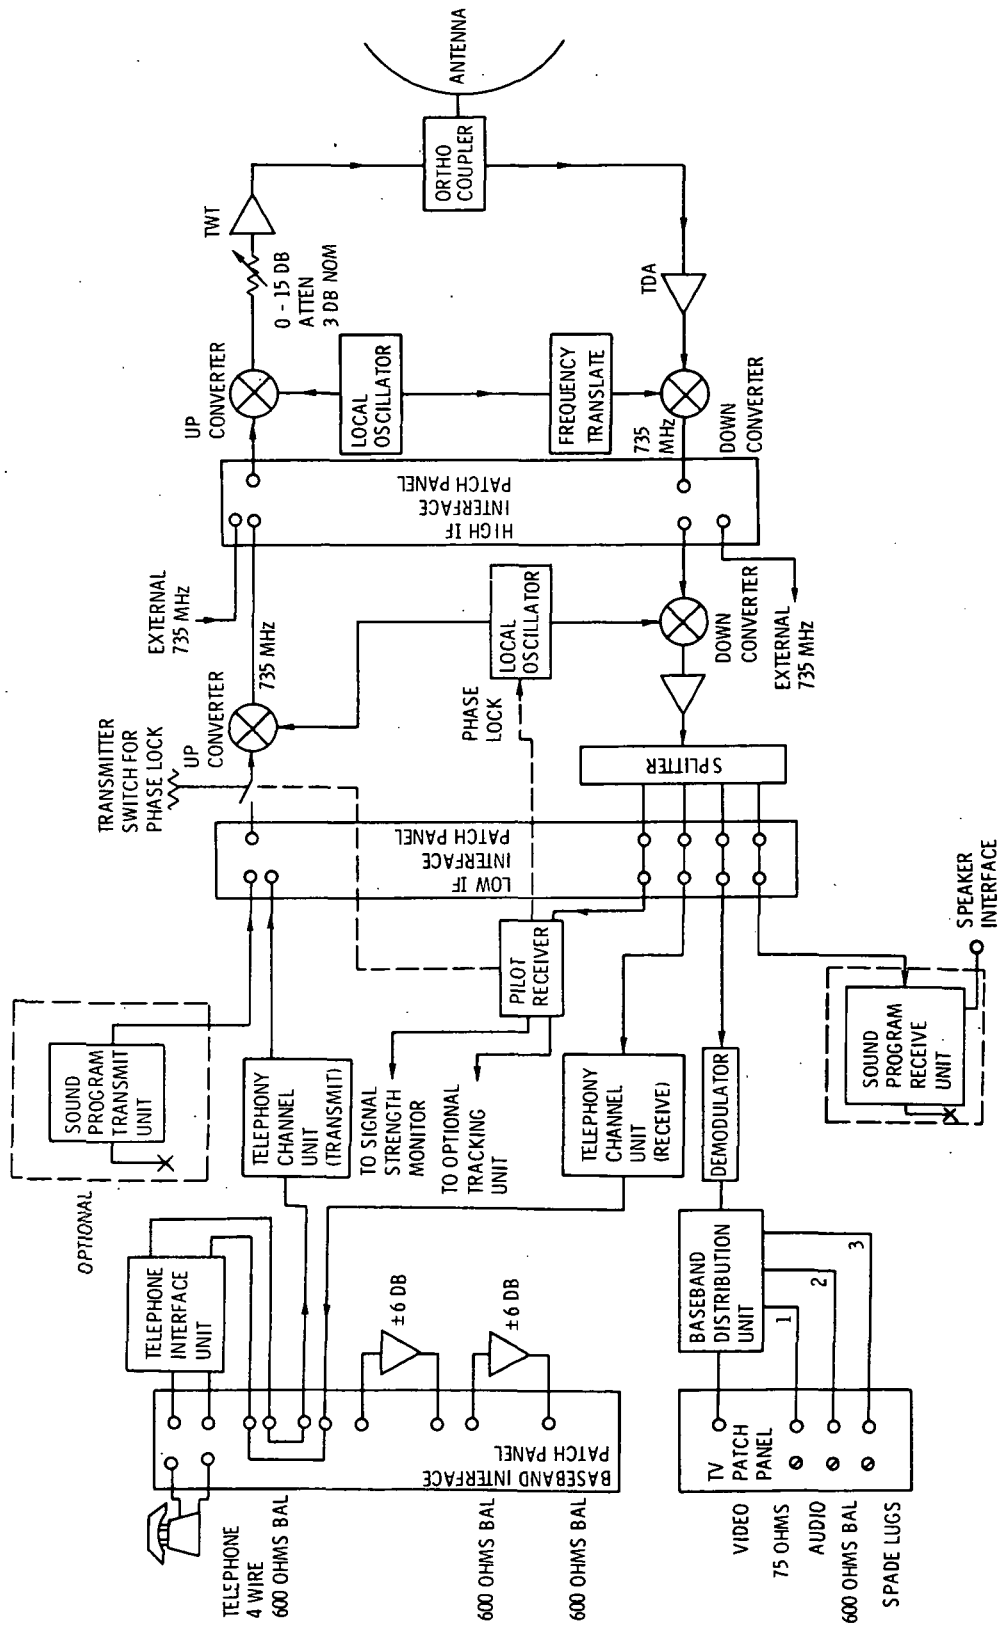 ANTENNA
ORTHO
COUPLER
TWT
0 - 15 DB
ATTEN
3 DB NOM
TDA
UP
CONVERTER
LOCAL
OSCILLATOR
FREQUENCY
TRANSLATE
735
MHz
DOWN
CONVERTER
HIGH IF
INTERFACE
PATCH PANEL
EXTERNAL
735 MHz
735 MHz
UP
CONVERTER
TRANSMITTER
SWITCH FOR
PHASE LOCK
LOCAL
OSCILLATOR
PHASE
LOCK
DOWN
CONVERTER
EXTERNAL
735 MHz
SPLITTER
LOW IF
INTERFACE
PATCH PANEL
PILOT
RECEIVER
SPEAKER
INTERFACE
SOUND
PROGRAM
TRANSMIT
UNIT
OPTIONAL
TELEPHONY
CHANNEL
UNIT
(TRANSMIT)
TO SIGNAL
STRENGTH
MONITOR
TO OPTIONAL
TRACKING
UNIT
TELEPHONY
CHANNEL
UNIT
(RECEIVE)
DEMODULATOR
SOUND
PROGRAM
RECEIVE
UNIT
TELEPHONE
INTERFACE
UNIT
±6 DB
±6 DB
BASEBAND
DISTRIBUTION
UNIT
1
2
3
BASEBAND INTERFACE
PATCH PANEL
TV
PATCH
PANEL
TELEPHONE
4 WIRE
600 OHMS BAL
600 OHMS BAL
600 OHMS BAL
VIDEO
75 OHMS
AUDIO
600 OHMS BAL
SPADE LUGS